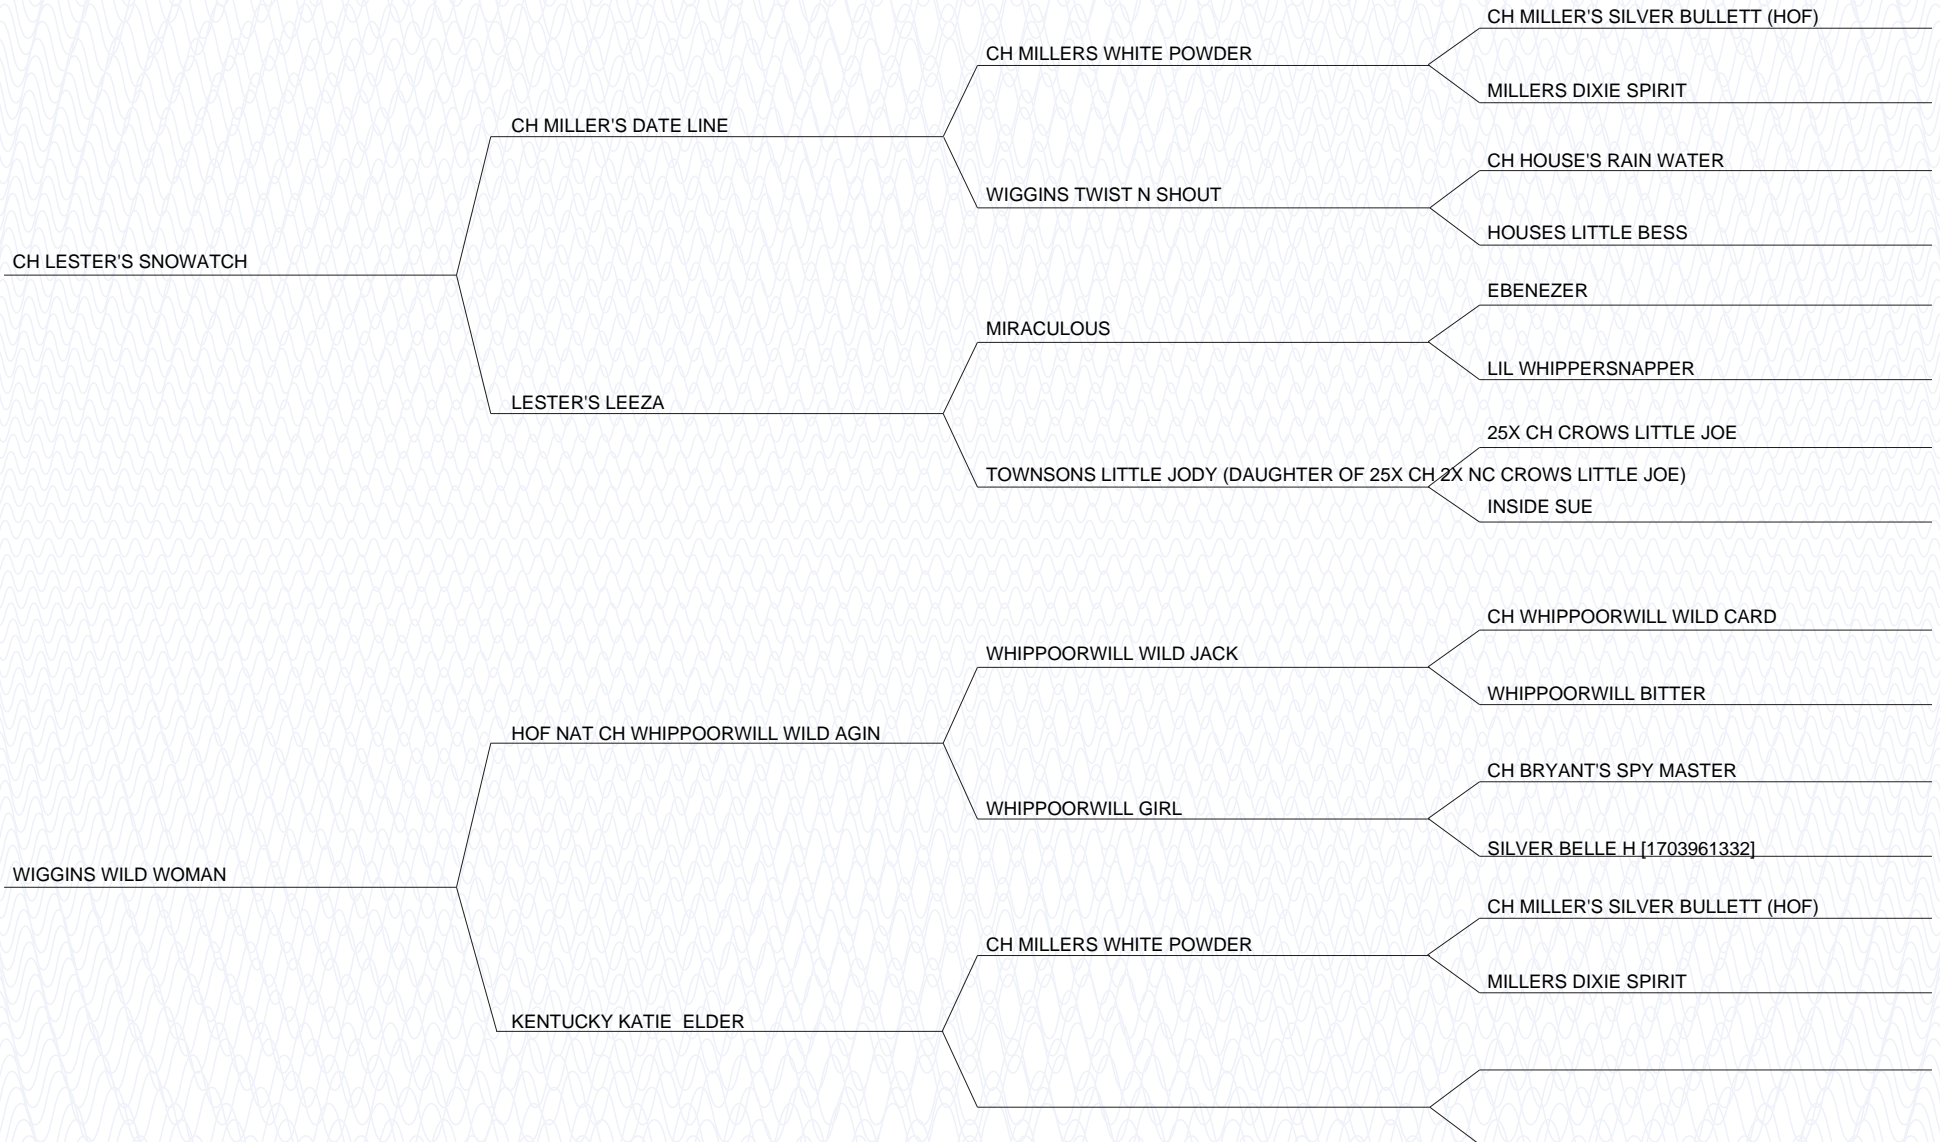 CH MILLER'S SILVER BULLETT (HOF)
CH MILLERS WHITE POWDER
MILLERS DIXIE SPIRIT
CH MILLER'S DATE LINE
CH HOUSE'S RAIN WATER
WIGGINS TWIST N SHOUT
HOUSES LITTLE BESS
CH LESTER'S SNOWATCH
EBENEZER
MIRACULOUS
LIL WHIPPERSNAPPER
LESTER'S LEEZA
25X CH CROWS LITTLE JOE
TOWNSONS LITTLE JODY (DAUGHTER OF 25X CH 2X NC CROWS LITTLE JOE)
INSIDE SUE
CH WHIPPOORWILL WILD CARD
WHIPPOORWILL WILD JACK
WHIPPOORWILL BITTER
HOF NAT CH WHIPPOORWILL WILD AGIN
CH BRYANT'S SPY MASTER
WHIPPOORWILL GIRL
SILVER BELLE H [1703961332]
WIGGINS WILD WOMAN
CH MILLER'S SILVER BULLETT (HOF)
CH MILLERS WHITE POWDER
MILLERS DIXIE SPIRIT
KENTUCKY KATIE  ELDER